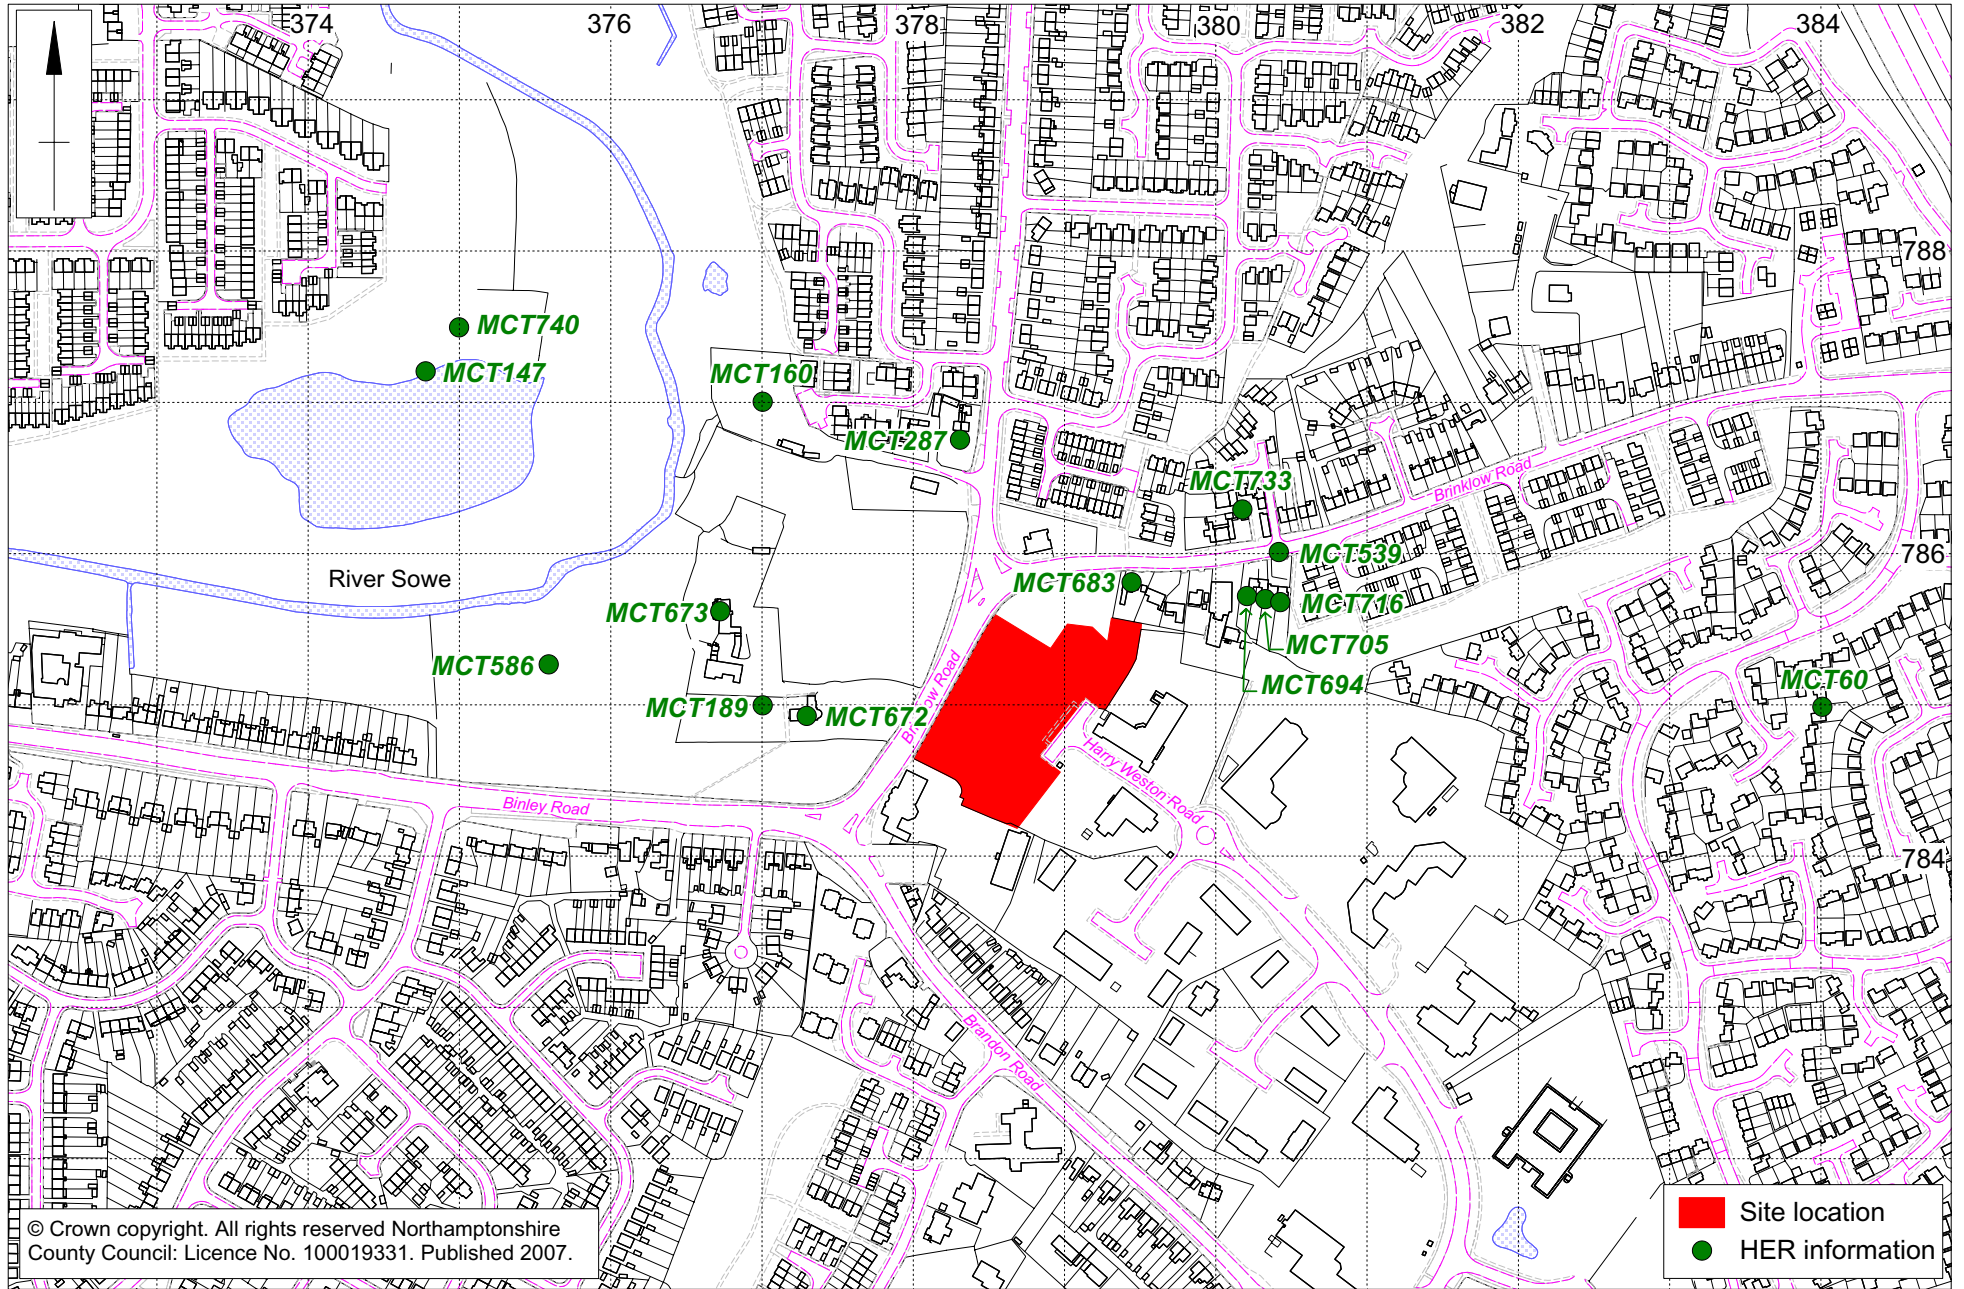 374
376
378
380
382
384
788
MCT740
MCT147
MCT160
MCT287
MCT733
Brinklow Road
MCT539
786
River Sowe
MCT683
MCT673
MCT716
MCT586
MCT705
MCT694
MCT60
MCT189
MCT672
Brinklow Road
Harry Weston Road
Binley Road
784
Brandon Road
© Crown copyright. All rights reserved Northamptonshire
County Council: Licence No. 100019331. Published 2007.
Site location
HER information